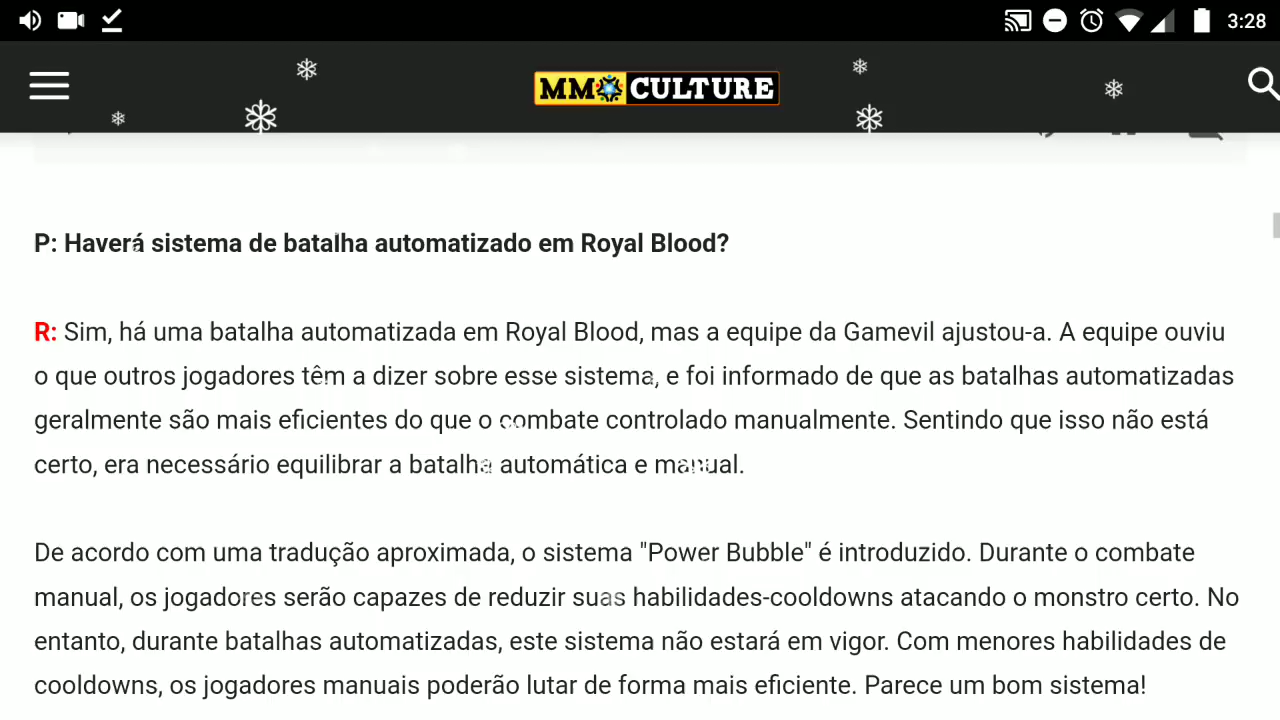 3:28
MMOCULTURE
P: Haverá sistema de batalha automatizado em Royal Blood?
R: Sim, há uma batalha automatizada em Royal Blood, mas a equipe da Gamevil ajustou-a. A equipe ouviu
o que outros jogadores têm a dizer sobre esse sistema, e foi informado de que as batalhas automatizadas
geralmente são mais eficientes do que o combate controlado manualmente. Sentindo que isso não está
certo, era necessário equilibrar a batalha automática e manual.
De acordo com uma tradução aproximada, o sistema "Power Bubble" é introduzido. Durante o combate
manual, os jogadores serão capazes de reduzir suas habilidades-cooldowns atacando o monstro certo. No
entanto, durante batalhas automatizadas, este sistema não estará em vigor. Com menores habilidades de
cooldowns, os jogadores manuais poderão lutar de forma mais eficiente. Parece um bom sistema!